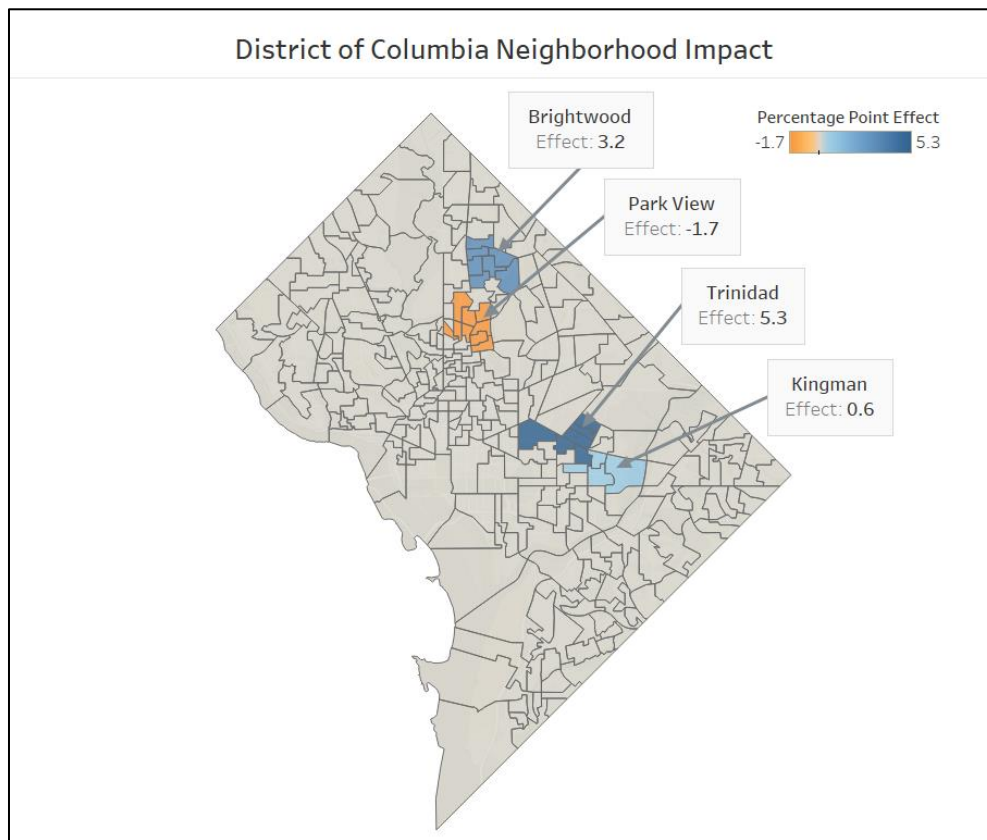 District of Columbia Neighborhood Impact
Brightwood
Effect: 3.2
Percentage Point Effect
-1.7 5.3
Park View
Effect: -1.7
Trinidad
Effect: 5.3
Kingman
Effect: 0.6